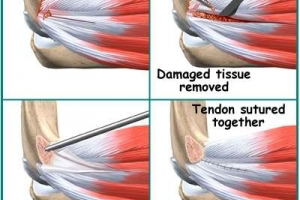 Damaged tissue
removed
Tendon sutured
together